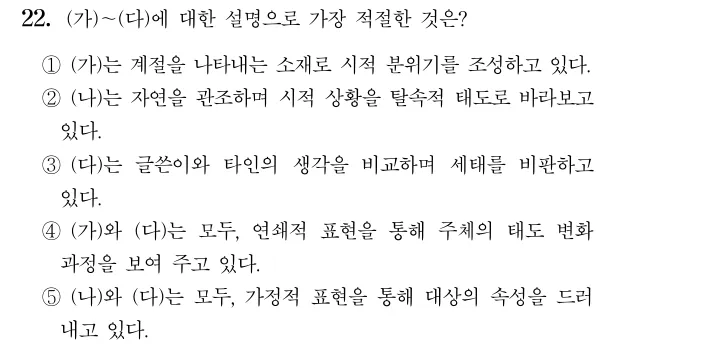 22. (가)~(다)에 대한 설명으로 가장 적절한 것은?
① (가)는 계절을 나타내는 소재로 시적 분위기를 조성하고 있다.
② (나)는 자연을 관조하며 시적 상황을 탈속적 태도로 바라보고
있다.
③ (다)는 글쓴이와 타인의 생각을 비교하며 세태를 비판하고
있다.
④ (가)와 (다)는 모두, 연쇄적 표현을 통해 주체의 태도 변화
과정을 보여 주고 있다.
⑤ (나)와 (다)는 모두, 가정적 표현을 통해 대상의 속성을 드러
내고 있다.